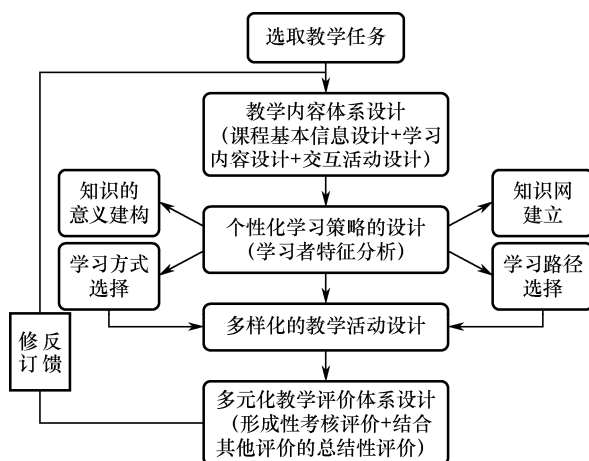 选取教学任务
教学内容体系设计
（课程基本信息设计+学习
内容设计+交互活动设计）
知识的
意义建构
个性化学习策略的设计
（学习者特征分析）
知识网
建立
学习方式
选择
学习路径
选择
多样化的教学活动设计
修反
订馈
多元化教学评价体系设计
（形成性考核评价+结合
其他评价的总结性评价）